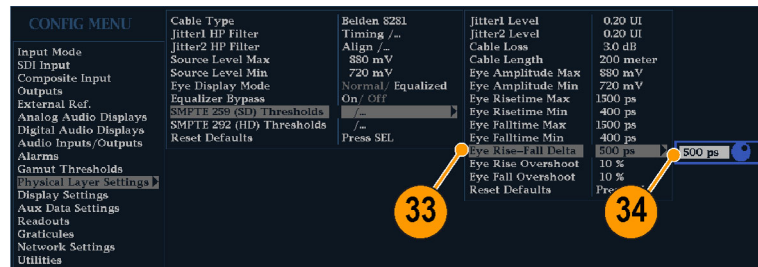 CONFIG MENU
Input Mode
SDI Input
Composite Input
Outputs
External Ref.
Analog Audio Displays
Digital Audio Displays
Audio Inputs/Outputs
Alarms
Gamut Thresholds
Physical Layer Settings
Display Settings
Aux Data Settings
Readouts
Graticules
Network Settings
Utilities
Cable Type Belden 8281
Jitter1 HP Filter Timing /...
Jitter2 HP Filter Align /...
Source Level Max 880 mV
Source Level Min 720 mV
Eye Display Mode Normal/ Equalized
Equalizer Bypass On/ Off
SMPTE 259 (SD) Thresholds /...
SMPTE 292 (HD) Thresholds /...
Reset Defaults Press SEL
Jitter1 Level 0.20 UI
Jitter2 Level 0.20 UI
Cable Loss 3.0 dB
Cable Length 200 meter
Eye Amplitude Max 880 mV
Eye Amplitude Min 720 mV
Eye Risetime Max 1500 ps
Eye Risetime Min 400 ps
Eye Falltime Max 1500 ps
Eye Falltime Min 400 ps
Eye Rise-Fall Delta 500 ps
Eye Rise Overshoot 10 %
Eye Fall Overshoot 10 %
Reset Defaults
500 ps
33
34